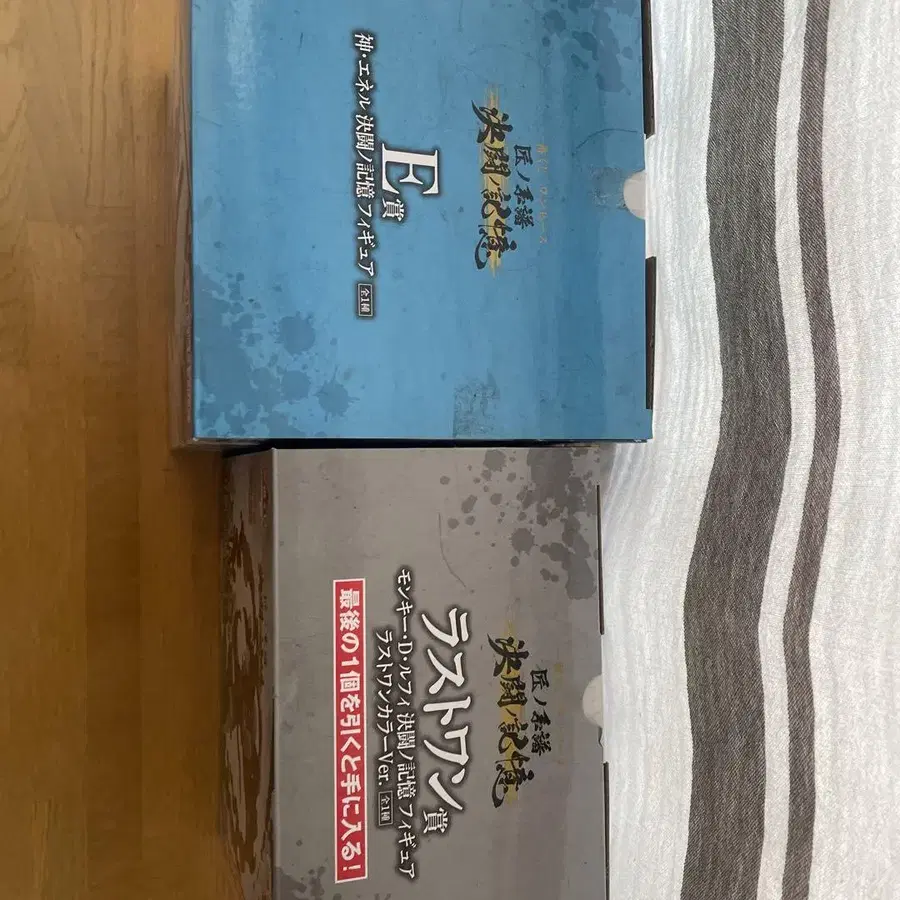 匠ノ系譜
決闘ノ記憶
E賞
神・エネル 決闘ノ記憶 フィギュア 全1種
匠ノ系譜
決闘ノ記憶
ラストワン賞
モンキー・D・ルフィ 決闘ノ記憶 フィギュア
ラストワンカラーVer. 全1種
最後の1個を引くと手に入る!